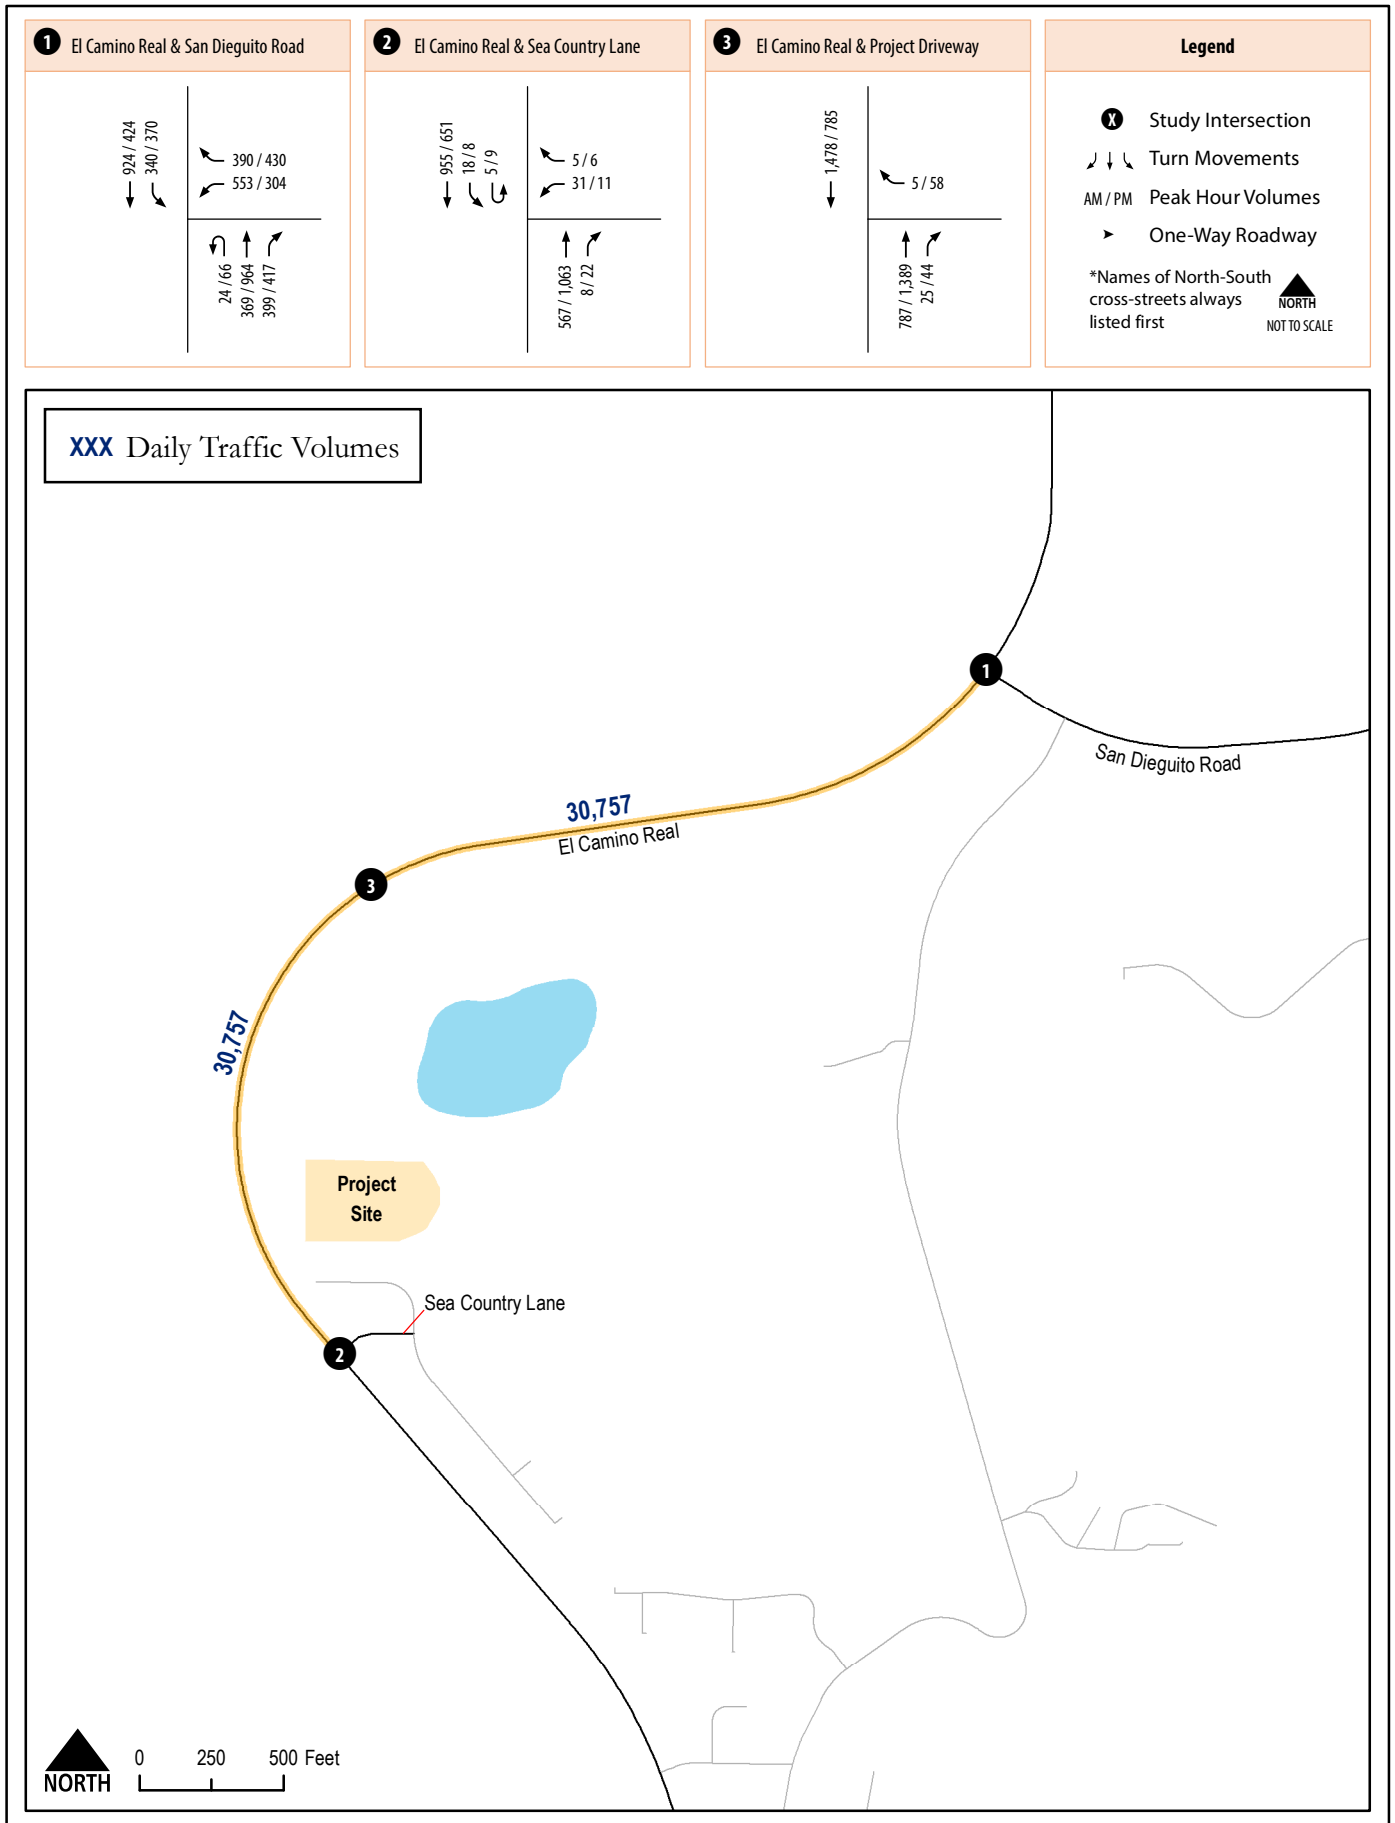 1 El Camino Real & San Dieguito Road
924 / 424
340 / 370
390 / 430
553 / 304
24 / 66
369 / 964
399 / 417
2 El Camino Real & Sea Country Lane
955 / 651
18 / 8
5 / 9
5 / 6
31 / 11
567 / 1,063
8 / 22
3 El Camino Real & Project Driveway
1,478 / 785
5 / 58
787 / 1,389
25 / 44
Legend
X Study Intersection
Turn Movements
AM / PM Peak Hour Volumes
One-Way Roadway
*Names of North-South
cross-streets always
listed first
NORTH
NOT TO SCALE
XXX Daily Traffic Volumes
1
San Dieguito Road
30,757
El Camino Real
3
30,757
Project
Site
Sea Country Lane
2
NORTH
0 250 500 Feet